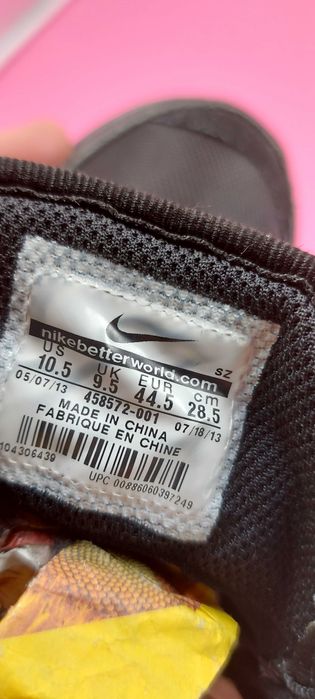 nikebetterworld.com
SZ
US UK EUR cm
10.5 9.5 44.5 28.5
05/07/13 458572-001 07/18/13
MADE IN CHINA
FABRIQUE EN CHINE
104306439
UPC 00886060397249